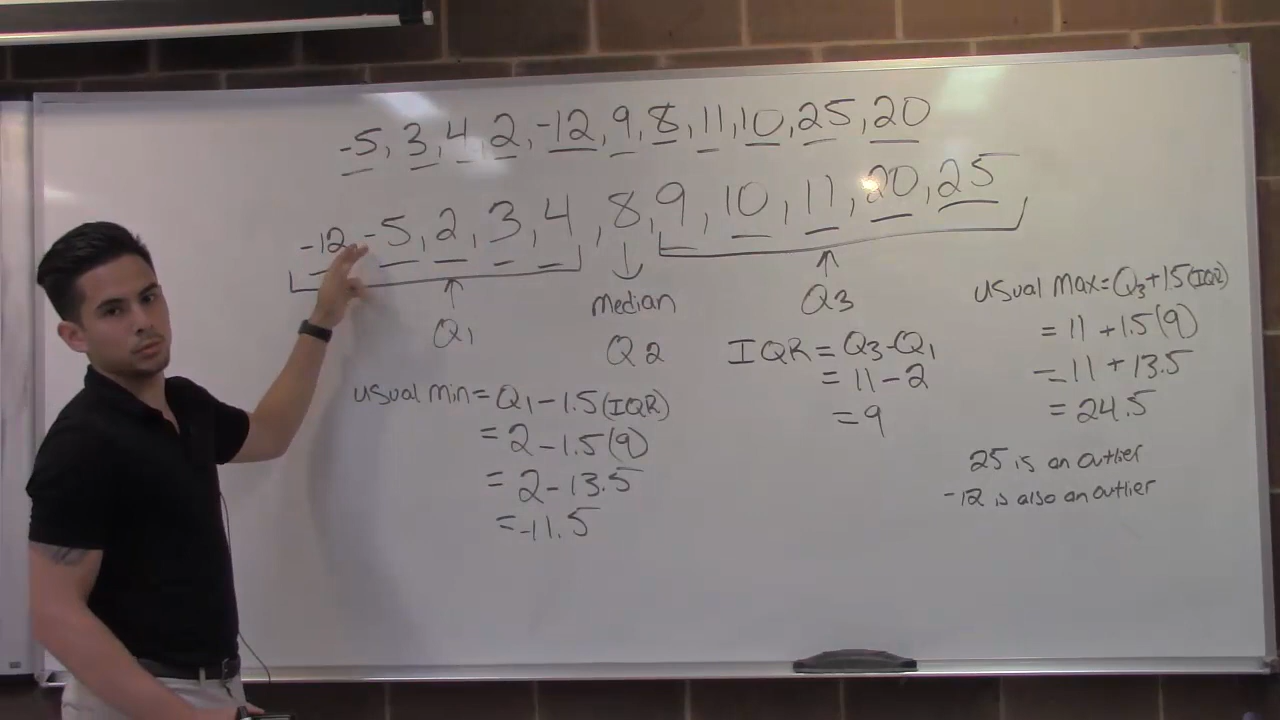 -5, 3, 4, 2, -12, 9, 8, 11, 10, 25, 20
-12, -5, 2, 3, 4, 8, 9, 10, 11, 20, 25
Q1
median
Q2
Q3
usual min = Q1 - 1.5(IQR)
= 2 - 1.5(9)
= 2 - 13.5
= -11.5
IQR = Q3 - Q1
= 11 - 2
= 9
usual max = Q3 + 1.5(IQR)
= 11 + 1.5(9)
= 11 + 13.5
= 24.5
25 is an outlier
-12 is also an outlier